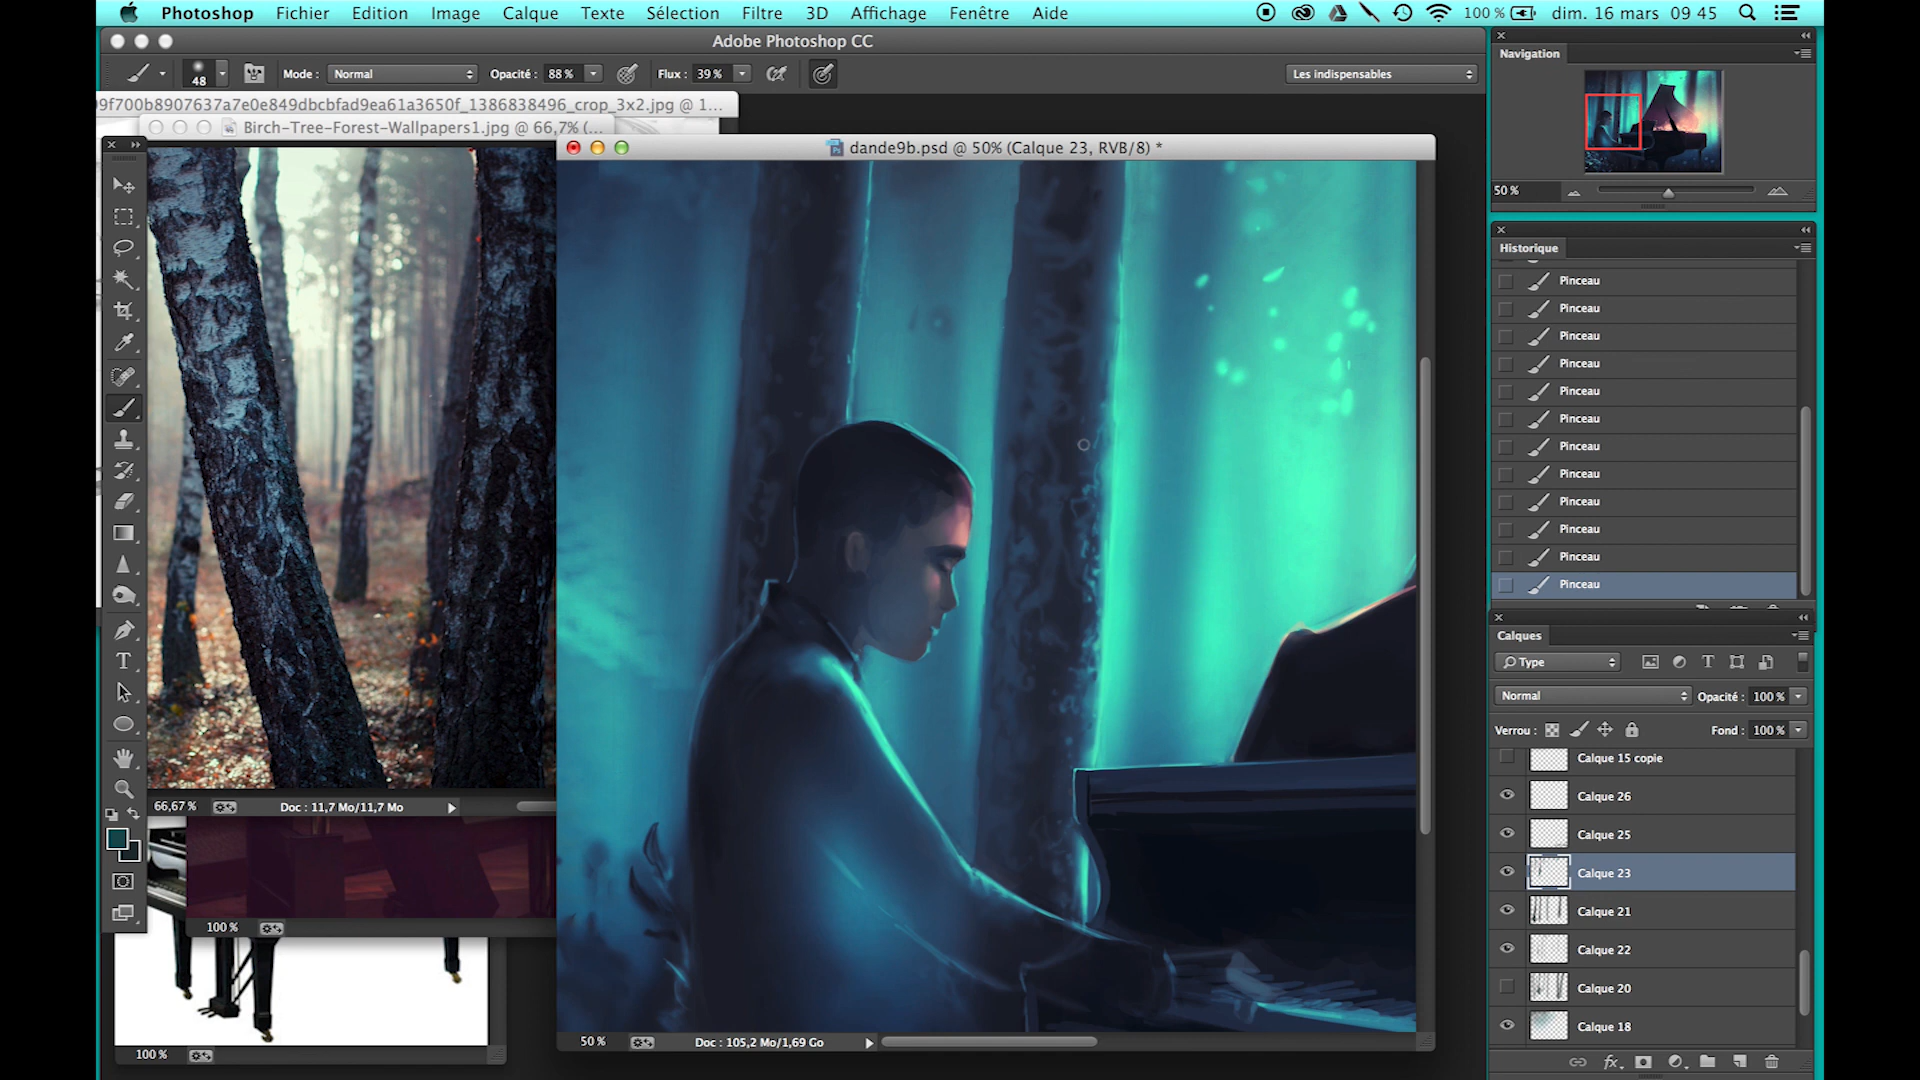 Photoshop Fichier Edition Image Calque Texte Sélection Filtre 3D Affichage Fenêtre Aide 100 % dim. 16 mars 09 45
Adobe Photoshop CC
48 Mode : Normal Opacité : 88 % Flux : 39 % Les indispensables
99f700b8907637a7e0e849dbcbfad9ea61a3650f_1386838496_crop_3x2.jpg @ 1...
Birch-Tree-Forest-Wallpapers1.jpg @ 66,7% (...
dande9b.psd @ 50% (Calque 23, RVB/8) *
Navigation
50 %
Historique
Pinceau
Pinceau
Pinceau
Pinceau
Pinceau
Pinceau
Pinceau
Pinceau
Pinceau
Pinceau
Pinceau
Pinceau
Calques
Type
Normal Opacité : 100 %
Verrou : Fond : 100 %
Calque 15 copie
Calque 26
Calque 25
Calque 23
Calque 21
Calque 22
Calque 20
Calque 18
66,67 % Doc : 11,7 Mo/11,7 Mo
100 %
50 % Doc : 105,2 Mo/1,69 Go
100 %